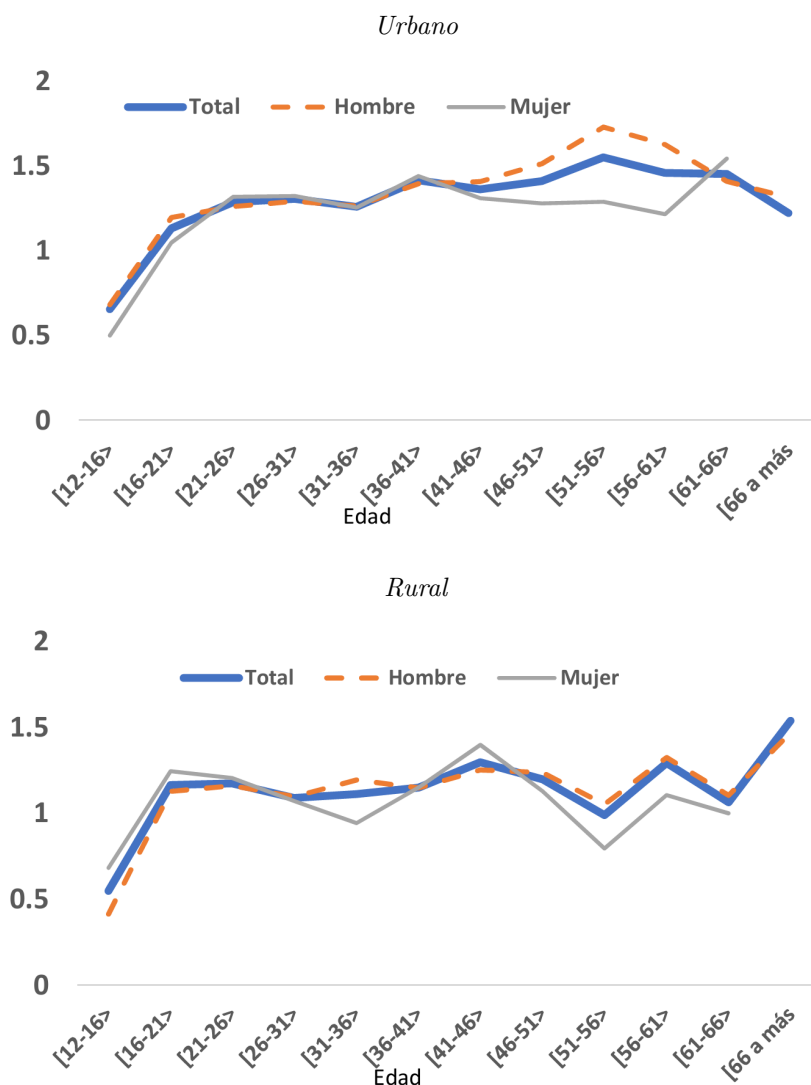 Urbano
2
Total Hombre Mujer
1.5
1
0.5
0
[12-16> [16-21> [21-26> [26-31> [31-36> [36-41> [41-46> [46-51> [51-56> [56-61> [61-66> [66 a más
Edad
Rural
2
Total Hombre Mujer
1.5
1
0.5
0
[12-16> [16-21> [21-26> [26-31> [31-36> [36-41> [41-46> [46-51> [51-56> [56-61> [61-66> [66 a más
Edad